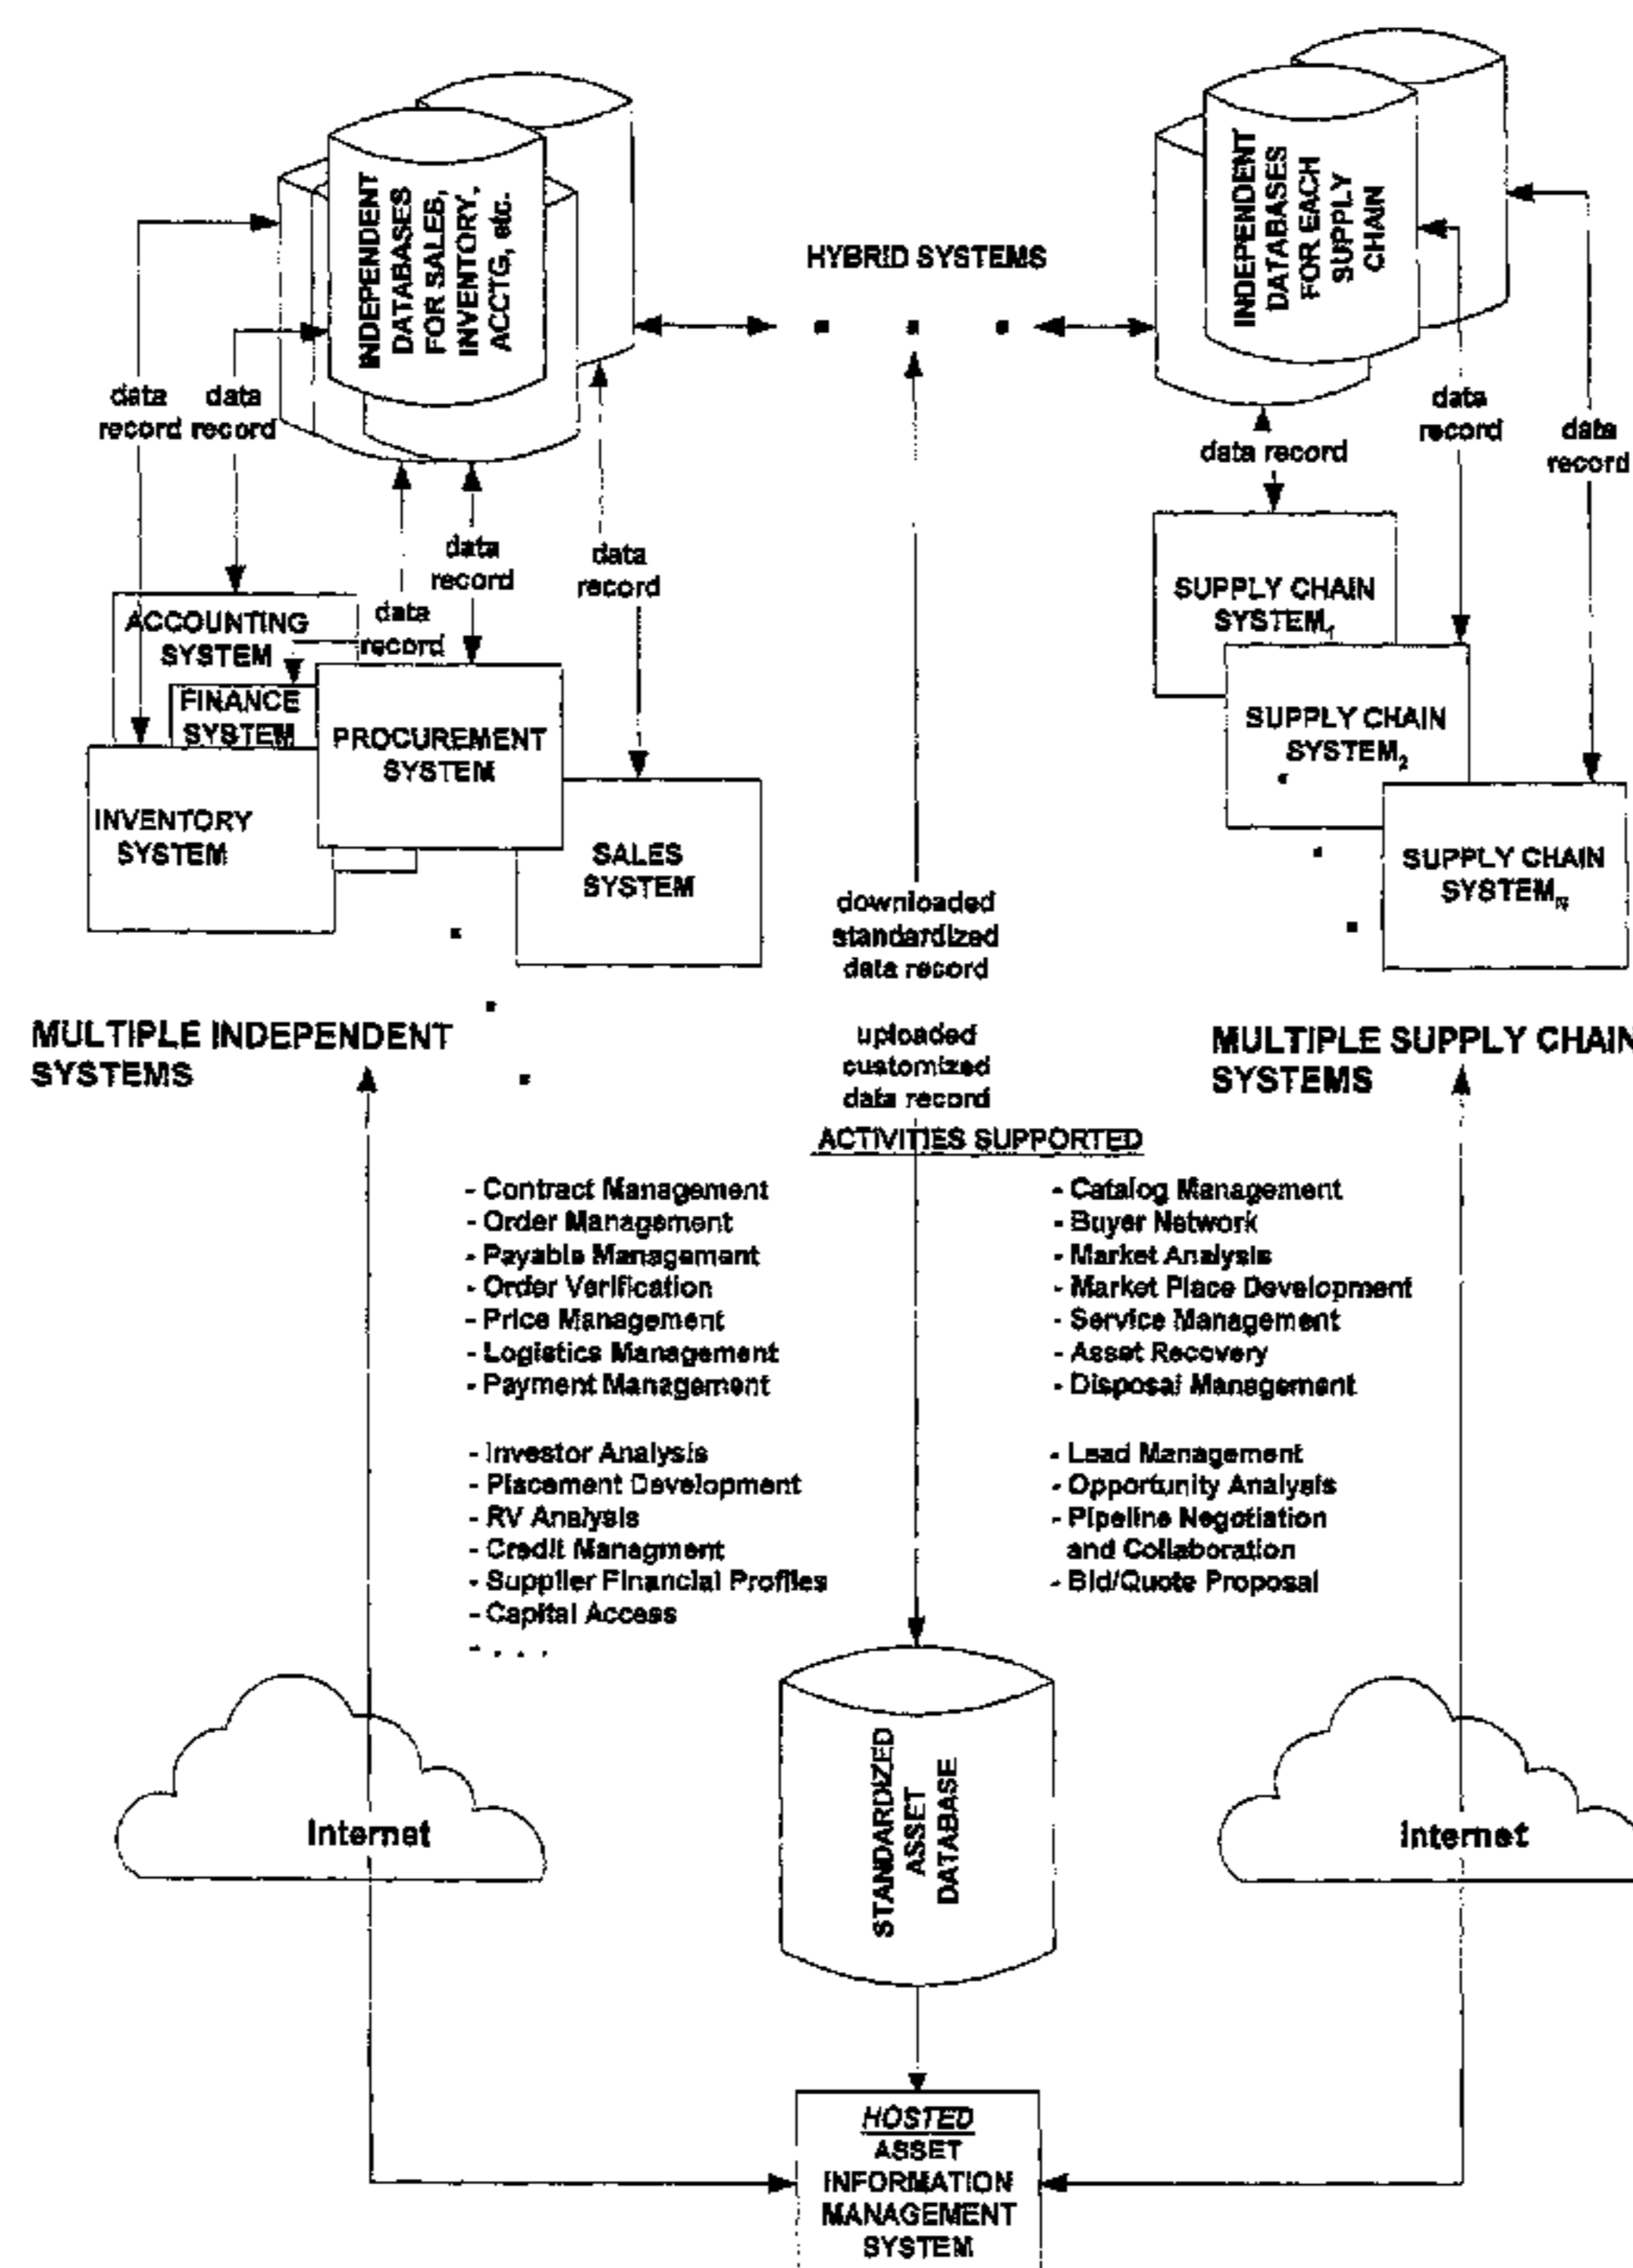 INDEPENDENT
DATABASES
FOR SALES,
INVENTORY,
ACCTG, etc.
HYBRID SYSTEMS
INDEPENDENT
DATABASES
FOR EACH
SUPPLY
CHAIN
data
record
data
record
data
record
data
record
data
record
data record
data
record
data
record
ACCOUNTING
SYSTEM
FINANCE
SYSTEM
PROCUREMENT
SYSTEM
INVENTORY
SYSTEM
SALES
SYSTEM
SUPPLY CHAIN
SYSTEM1
SUPPLY CHAIN
SYSTEM2
SUPPLY CHAIN
SYSTEMN
downloaded
standardized
data record
uploaded
customized
data record
MULTIPLE INDEPENDENT
SYSTEMS
MULTIPLE SUPPLY CHAIN
SYSTEMS
ACTIVITIES SUPPORTED
- Contract Management
- Order Management
- Payable Management
- Order Verification
- Price Management
- Logistics Management
- Payment Management
- Investor Analysis
- Placement Development
- RV Analysis
- Credit Managment
- Supplier Financial Profiles
- Capital Access
- . . . .
- Catalog Management
- Buyer Network
- Market Analysis
- Market Place Development
- Service Management
- Asset Recovery
- Disposal Management
- Lead Management
- Opportunity Analysis
- Pipeline Negotiation
and Collaboration
- Bid/Quote Proposal
Internet
STANDARDIZED
ASSET
DATABASE
Internet
HOSTED
ASSET
INFORMATION
MANAGEMENT
SYSTEM